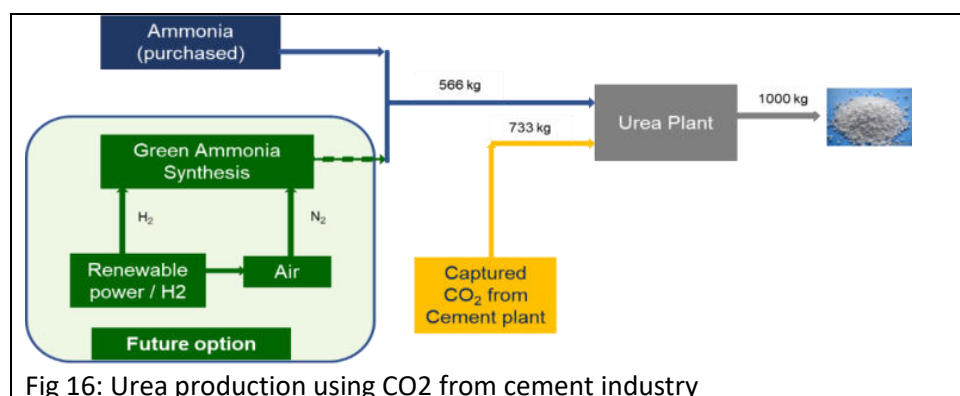 Ammonia
(purchased)
566 kg
1000 kg
733 kg
Urea Plant
Green Ammonia
Synthesis
H₂
N₂
Renewable
power / H2
Air
Captured
CO₂ from
Cement plant
Future option
Fig 16: Urea production using CO2 from cement industry